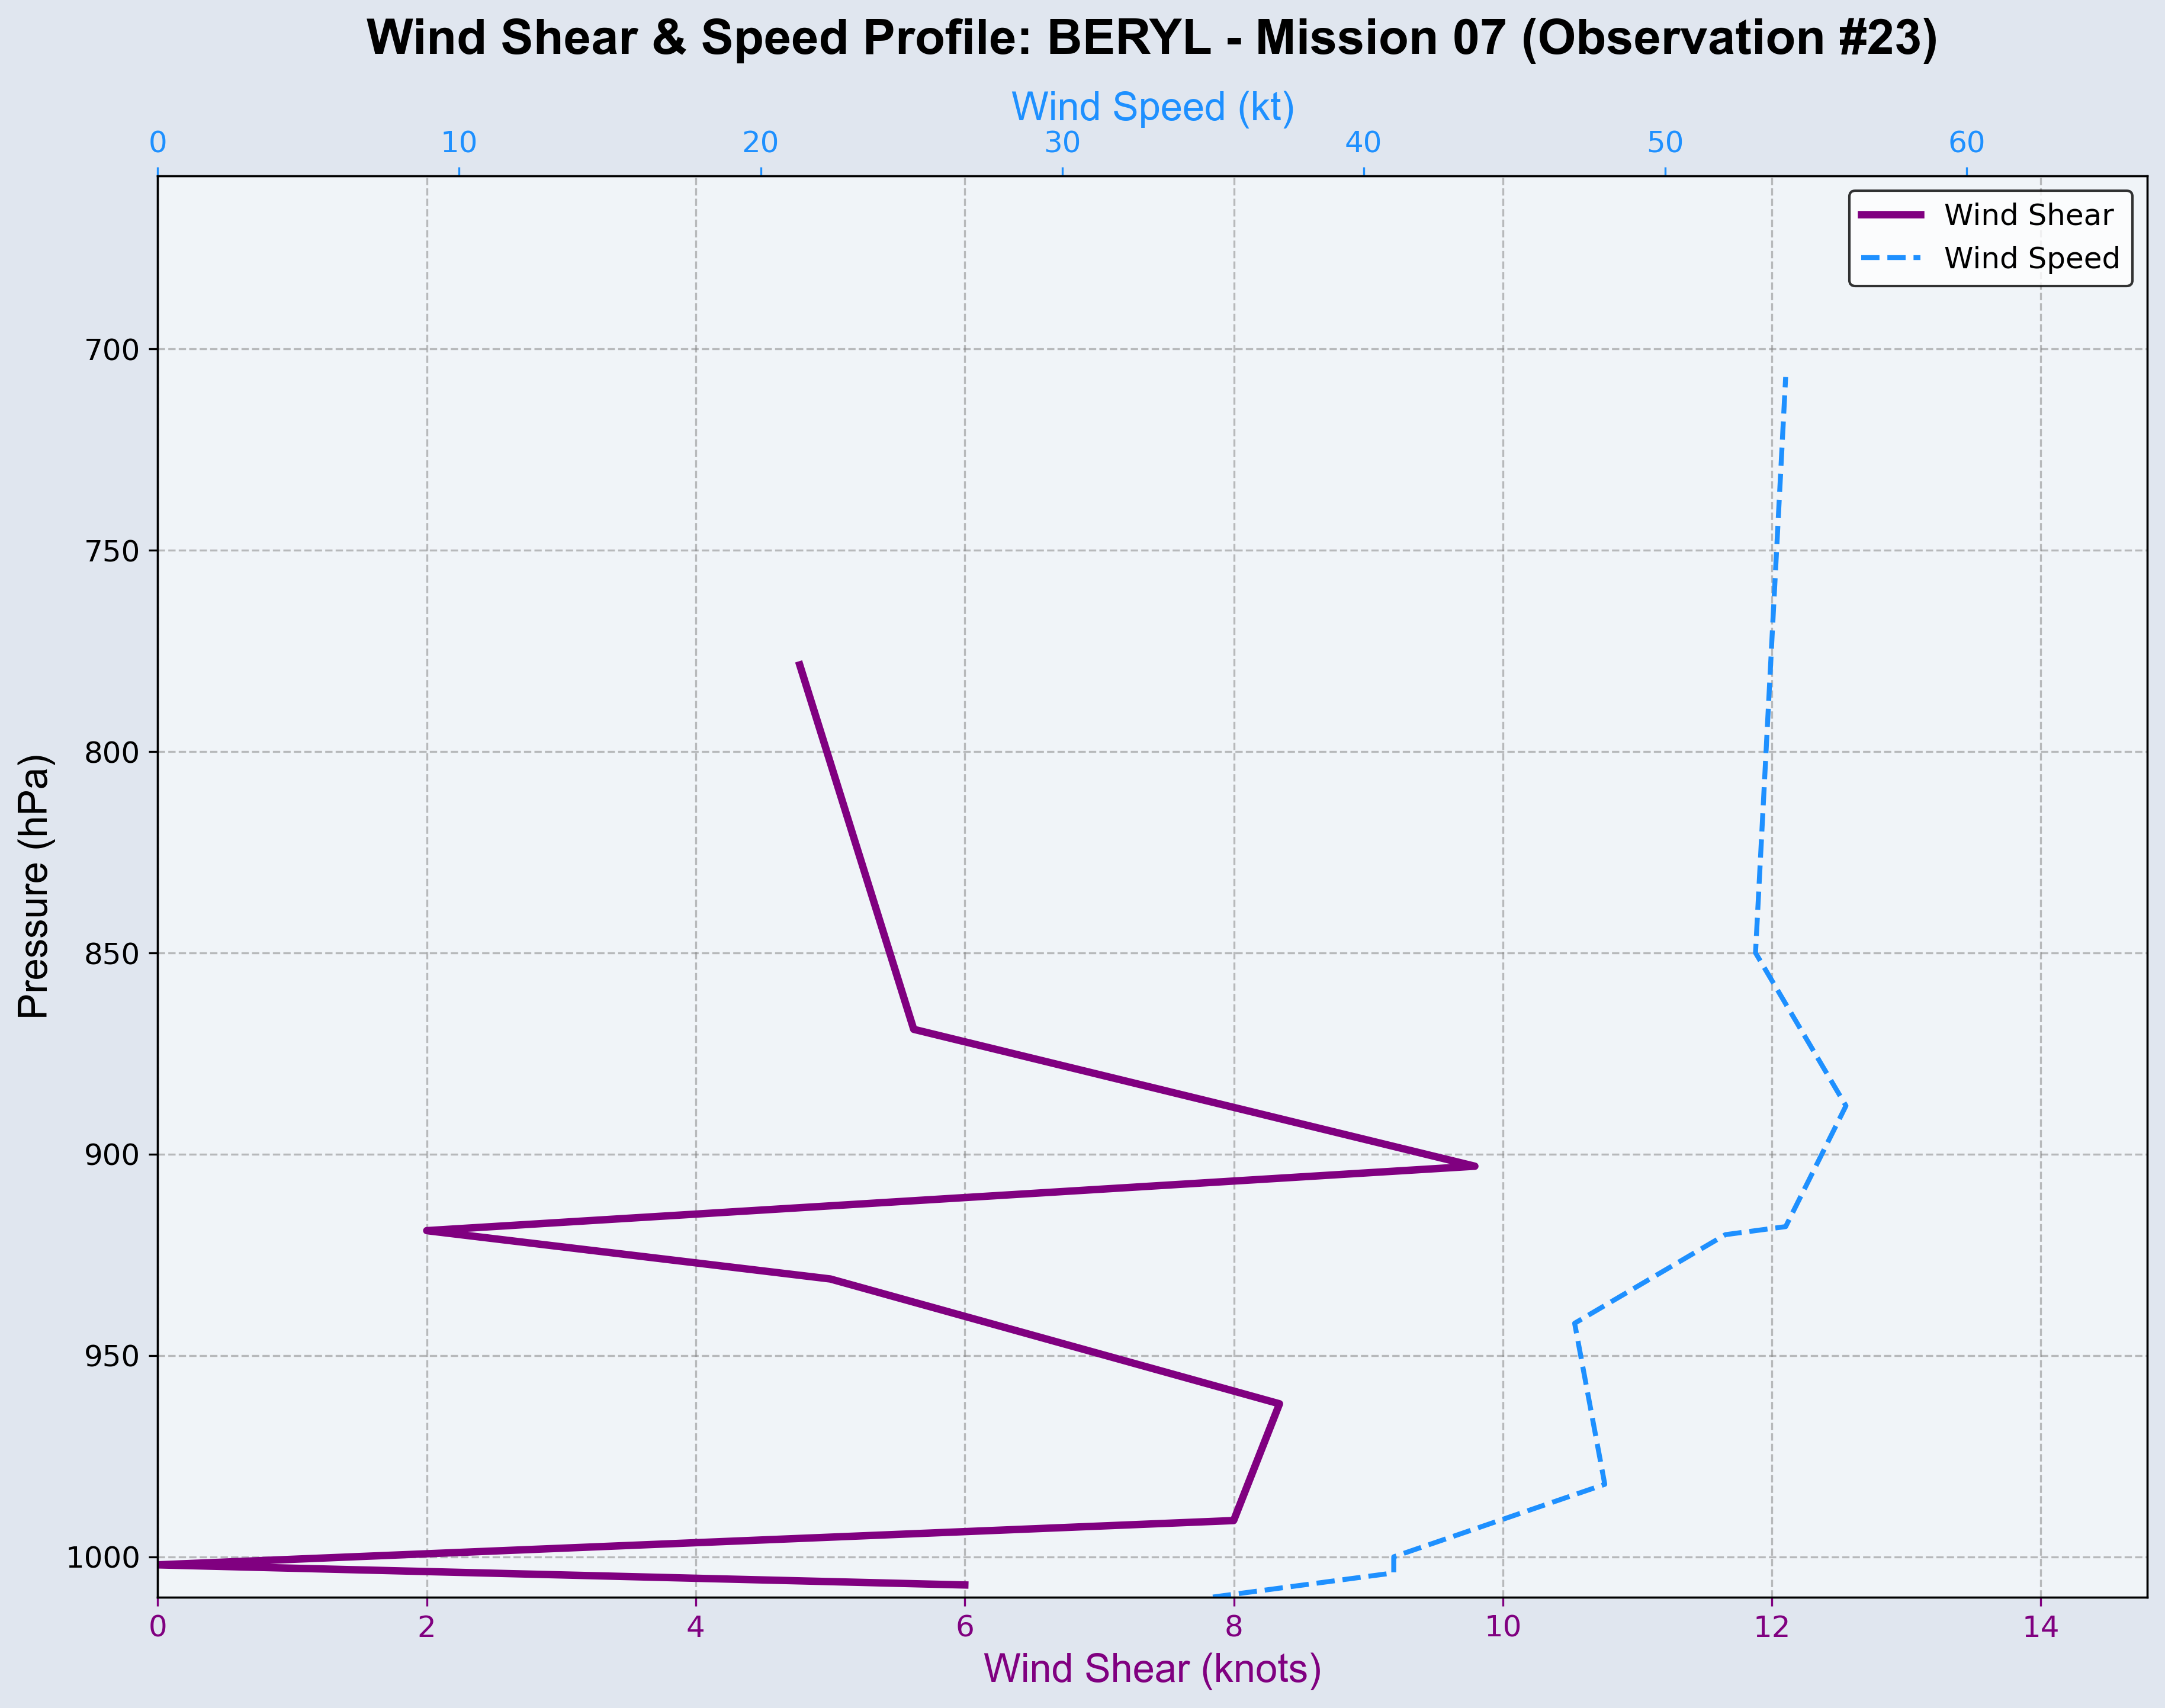 Wind Shear & Speed Profile: BERYL - Mission 07 (Observation #23)
Wind Speed (kt)
0 10 20 30 40 50 60
Wind Shear
Wind Speed
Pressure (hPa)
700
750
800
850
900
950
1000
0 2 4 6 8 10 12 14
Wind Shear (knots)